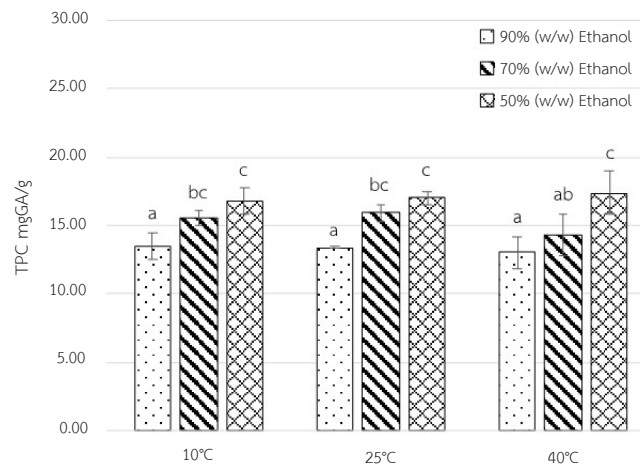 30.00
25.00
20.00
15.00
10.00
5.00
0.00
TPC mgGA/g
90% (w/w) Ethanol
70% (w/w) Ethanol
50% (w/w) Ethanol
a bc c
a bc c
a ab c
10°C 25°C 40°C